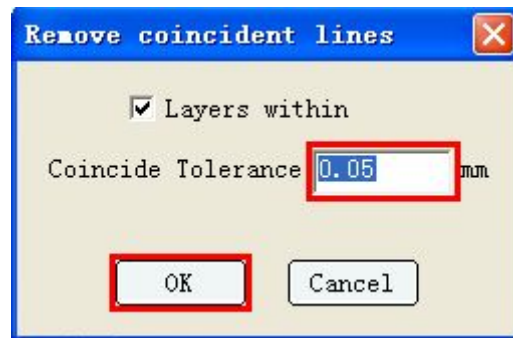 Remove coincident lines
Layers within
Coincide Tolerance 0.05 mm
OK Cancel